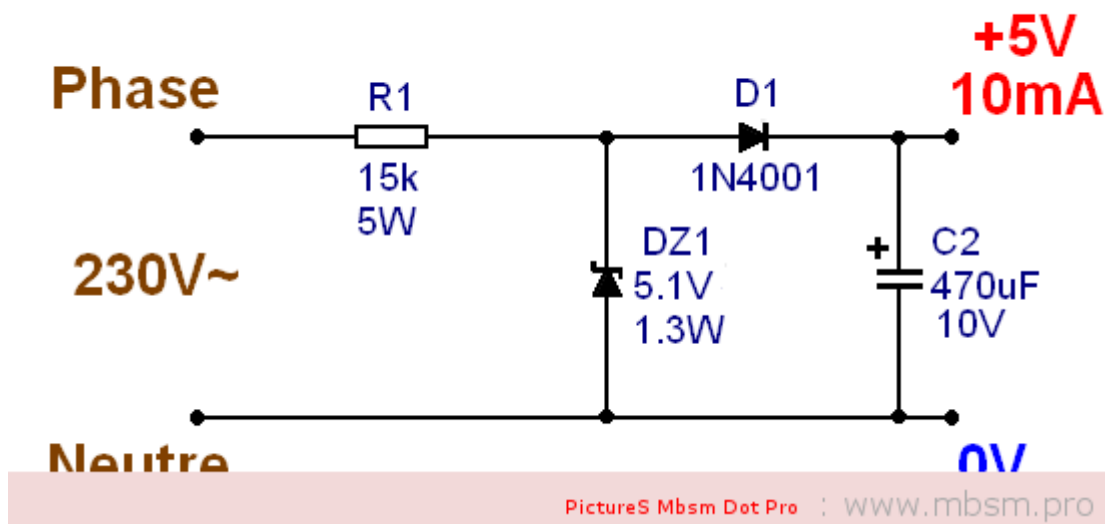 +5V
10mA
Phase
R1
15k
5W
D1
1N4001
230V~
DZ1
5.1V
1.3W
+
C2
470uF
10V
Neutre
0V
PictureS Mbsm Dot Pro : www.mbsm.pro